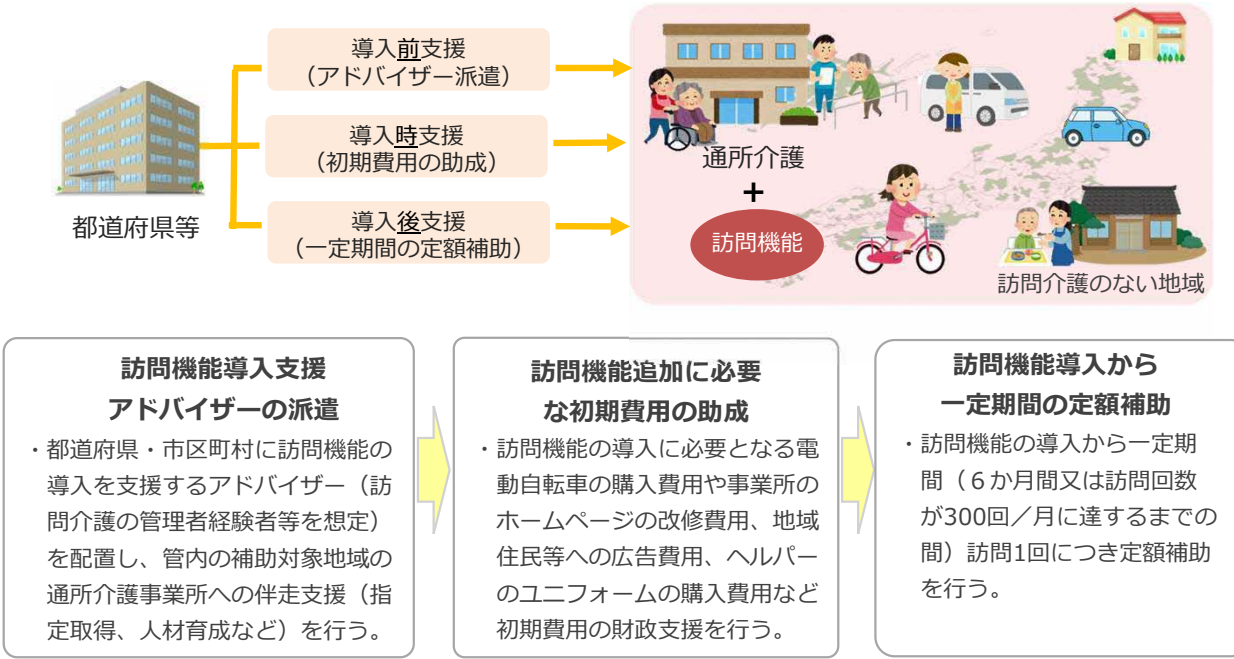 導入前支援
(アドバイザー派遣)
導入時支援
(初期費用の助成)
導入後支援
(一定期間の定額補助)
都道府県等
通所介護
+
訪問機能
訪問介護のない地域
訪問機能導入支援
アドバイザーの派遣
・都道府県・市区町村に訪問機能の
導入を支援するアドバイザー(訪
問介護の管理者経験者等を想定)
を配置し、管内の補助対象地域の
通所介護事業所への伴走支援(指
定取得、人材育成など)を行う。
訪問機能追加に必要
な初期費用の助成
・訪問機能の導入に必要となる電
動自転車の購入費用や事業所の
ホームページの改修費用、地域
住民等への広告費用、ヘルパー
のユニフォームの購入費用など
初期費用の財政支援を行う。
訪問機能導入から
一定期間の定額補助
・訪問機能の導入から一定期
間(6か月間又は訪問回数
が300回/月に達するまでの
間)訪問1回につき定額補助
を行う。